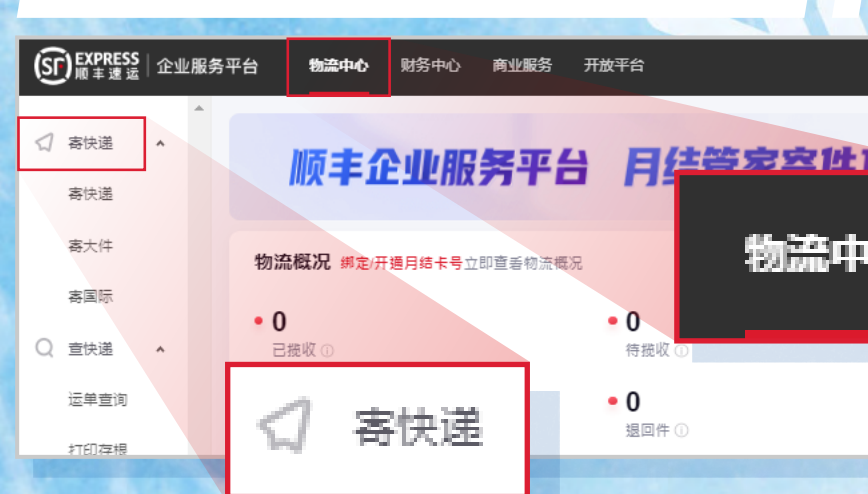 SF EXPRESS 顺丰速运 企业服务平台 物流中心 财务中心 商业服务 开放平台
寄快递
寄快递
寄大件
寄国际
查快递
运单查询
打印存根
顺丰企业服务平台 月结管家寄件
物流概况 绑定/开通月结卡号立即查看物流概况
0
已揽收
0
待揽收
0
退回件
物流中
寄快递